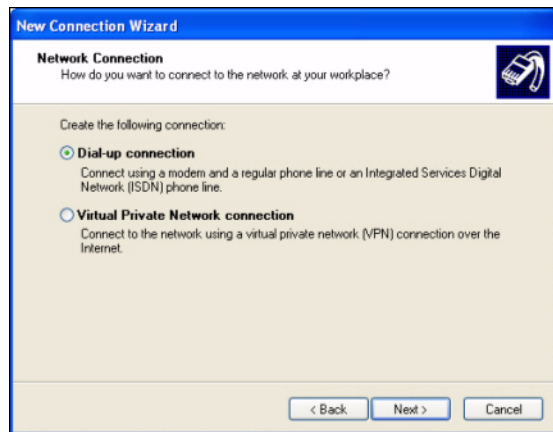 New Connection Wizard
Network Connection
How do you want to connect to the network at your workplace?
Create the following connection:
Dial-up connection
Connect using a modem and a regular phone line or an Integrated Services Digital
Network (ISDN) phone line.
Virtual Private Network connection
Connect to the network using a virtual private network (VPN) connection over the
Internet.
< Back
Next >
Cancel